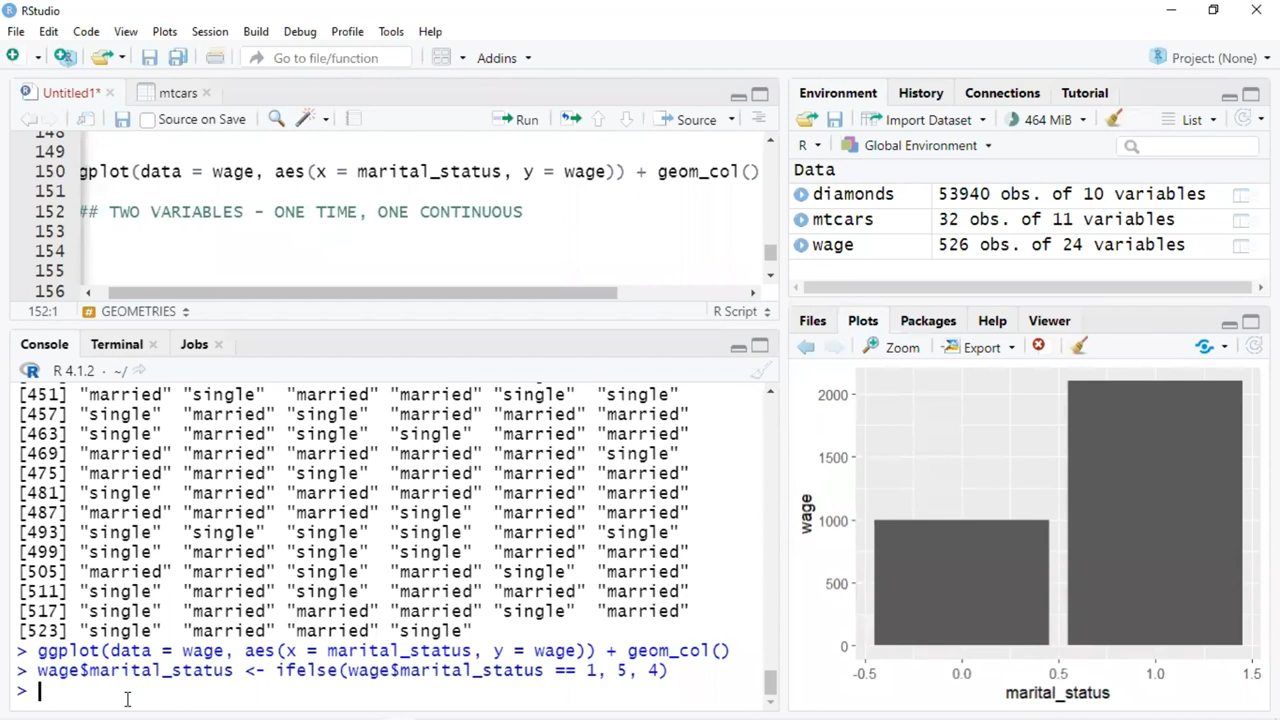 RStudio
File Edit Code View Plots Session Build Debug Profile Tools Help
Go to file/function Addins Project: (None)
Untitled1* mtcars
Source on Save Run Source
148
149
150 gplot(data = wage, aes(x = marital_status, y = wage)) + geom_col()
151
152 ## TWO VARIABLES - ONE TIME, ONE CONTINUOUS
153
154
155
156
152:1 # GEOMETRIES R Script
Console Terminal Jobs
R 4.1.2 · ~/
[451] "married" "single" "married" "married" "single" "single"
[457] "single" "married" "single" "married" "married" "married"
[463] "single" "married" "single" "single" "married" "married"
[469] "married" "married" "married" "married" "married" "single"
[475] "married" "married" "single" "married" "married" "married"
[481] "single" "married" "married" "married" "married" "married"
[487] "married" "married" "single" "married" "married" "single"
[493] "single" "single" "married" "single" "married" "single"
[499] "single" "married" "single" "single" "married" "married"
[505] "married" "married" "married" "married" "single" "married"
[511] "single" "married" "single" "married" "married" "married"
[517] "single" "married" "married" "married" "single" "married"
[523] "single" "married" "married" "single"
> ggplot(data = wage, aes(x = marital_status, y = wage)) + geom_col()
> wage$marital_status <- ifelse(wage$marital_status == 1, 5, 4)
>
Environment History Connections Tutorial
Import Dataset 464 MiB List
R Global Environment
Data
diamonds 53940 obs. of 10 variables
mtcars 32 obs. of 11 variables
wage 526 obs. of 24 variables
Files Plots Packages Help Viewer
Zoom Export
2000
1500
1000
500
0
wage
-0.5 0.0 0.5 1.0 1.5
marital_status